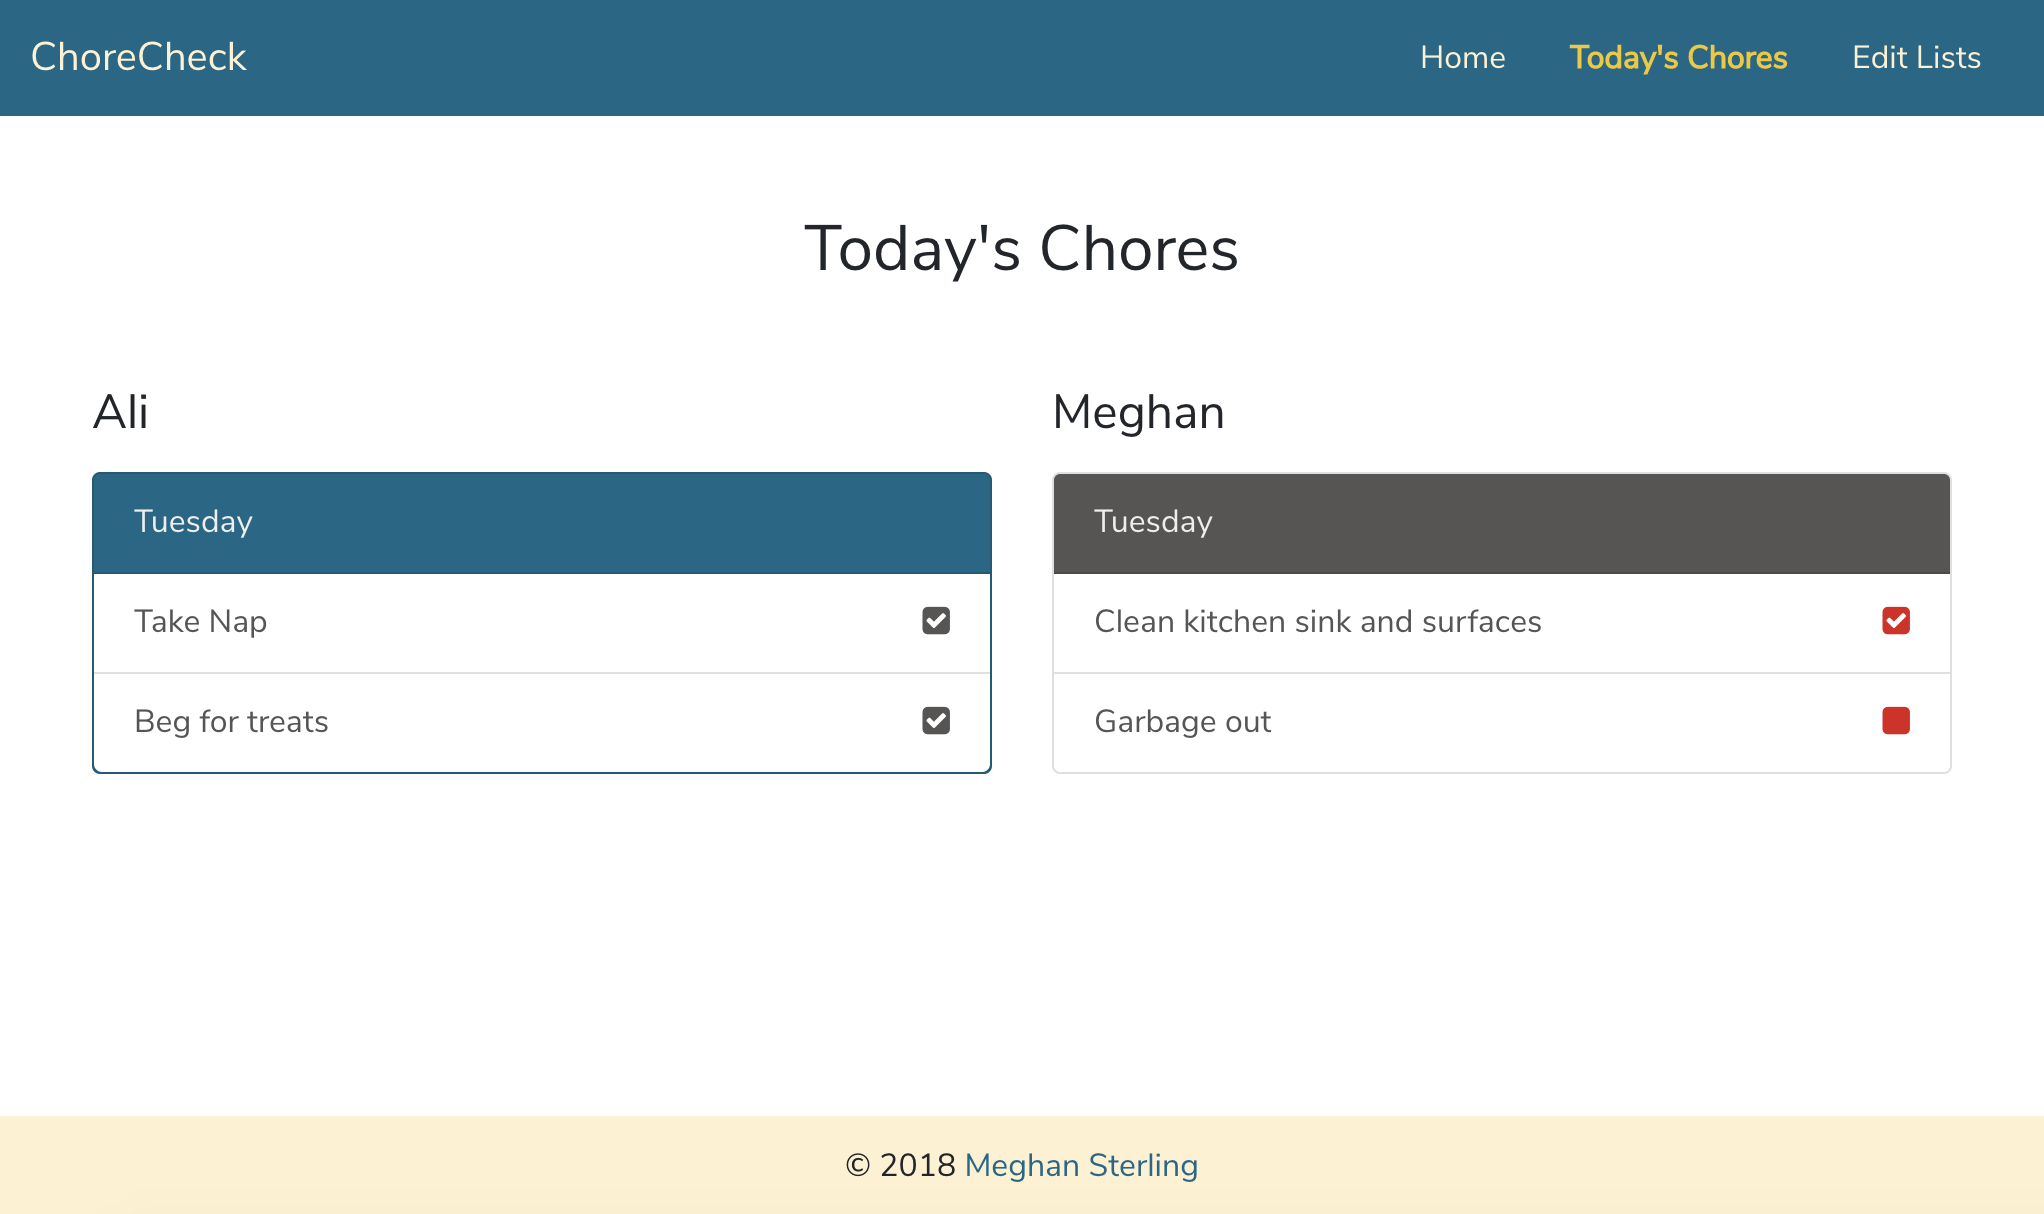 ChoreCheck
Home Today's Chores Edit Lists
Today's Chores
Ali
Tuesday
Take Nap
Beg for treats
Meghan
Tuesday
Clean kitchen sink and surfaces
Garbage out
© 2018 Meghan Sterling